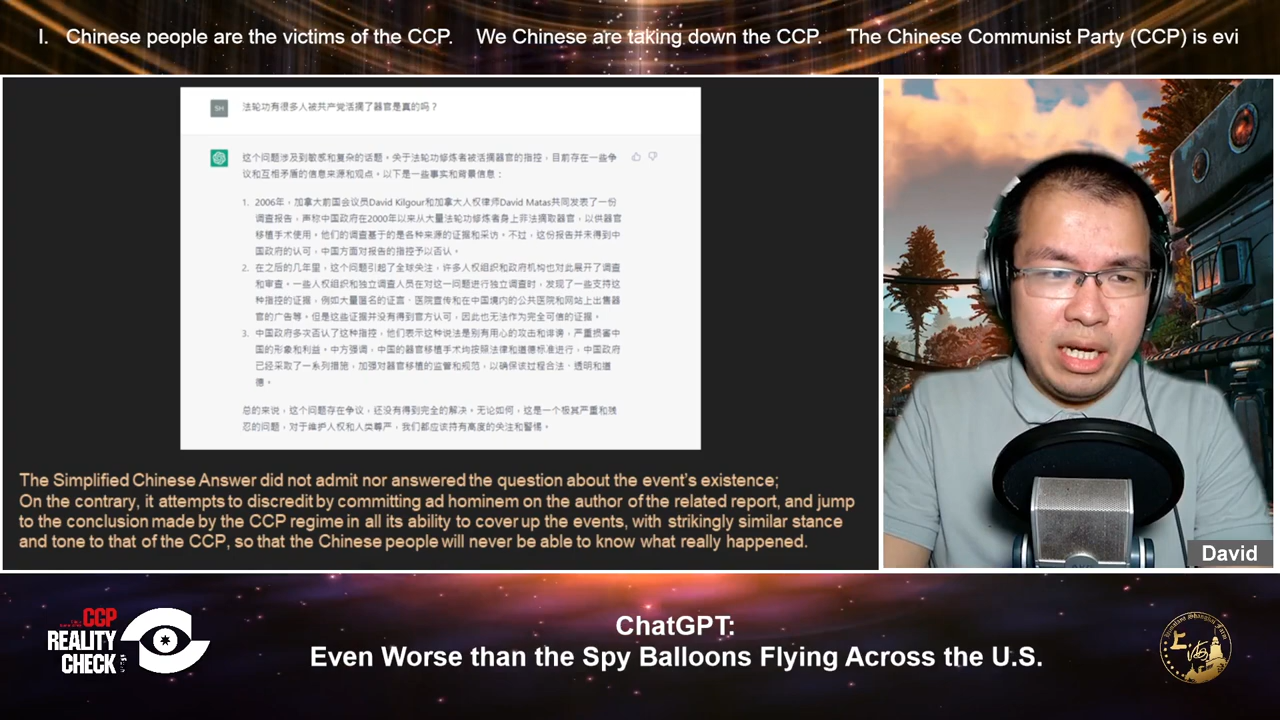 I. Chinese people are the victims of the CCP. We Chinese are taking down the CCP. The Chinese Communist Party (CCP) is evi
SH
法轮功有很多人被共产党活摘了器官是真的吗？
这个问题涉及到敏感和复杂的话题。关于法轮功修炼者被活摘器官的指控，目前存在一些争
议和互相矛盾的信息来源和观点。以下是一些事实和背景信息：
1. 2006年，加拿大前国会议员David Kilgour和加拿大人权律师David Matas共同发表了一份
调查报告，声称中国政府在2000年以来从大量法轮功修炼者身上非法摘取器官，以供器官
移植手术使用。他们的调查基于的是各种来源的证据和采访。不过，这份报告并未得到中
国政府的认可，中国方面对报告的指控予以否认。
2. 在之后的几年里，这个问题引起了全球关注，许多人权组织和政府机构也对此展开了调查
和审查。一些人权组织和独立调查人员在对这一问题进行独立调查时，发现了一些支持这
种指控的证据，例如大量匿名的证言、医院宣传和在中国境内的公共医院和网站上出售器
官的广告等。但是这些证据并没有得到官方认可，因此也无法作为完全可信的证据。
3. 中国政府多次否认了这种指控，他们表示这种说法是别有用心的攻击和诽谤，严重损害中
国的形象和利益。中方强调，中国的器官移植手术均按照法律和道德标准进行，中国政府
已经采取了一系列措施，加强对器官移植的监管和规范，以确保该过程合法、透明和道
德。
总的来说，这个问题存在争议，还没有得到完全的解决。无论如何，这是一个极其严重和残
忍的问题，对于维护人权和人类尊严，我们都应该持有高度的关注和警惕。
The Simplified Chinese Answer did not admit nor answered the question about the event's existence;
On the contrary, it attempts to discredit by committing ad hominem on the author of the related report, and jump
to the conclusion made by the CCP regime in all its ability to cover up the events, with strikingly similar stance
and tone to that of the CCP, so that the Chinese people will never be able to know what really happened.
David
CCP
REALITY
CHECK
ChatGPT:
Even Worse than the Spy Balloons Flying Across the U.S.